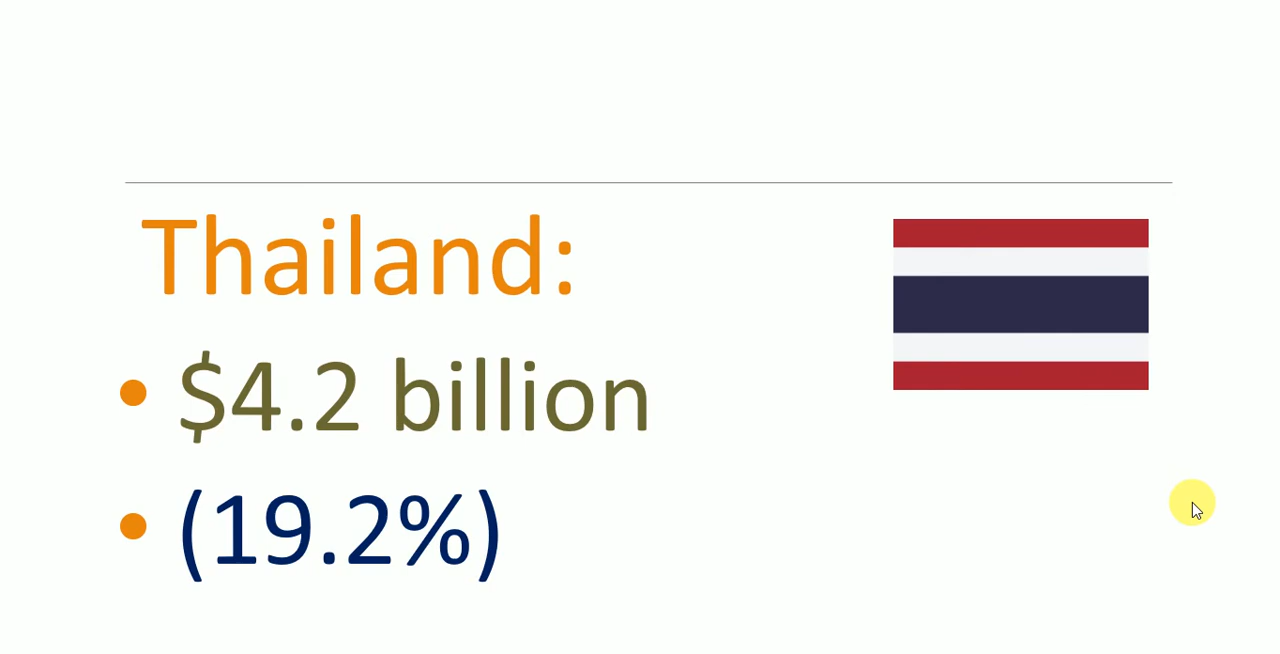 Thailand:
• $4.2 billion
• (19.2%)